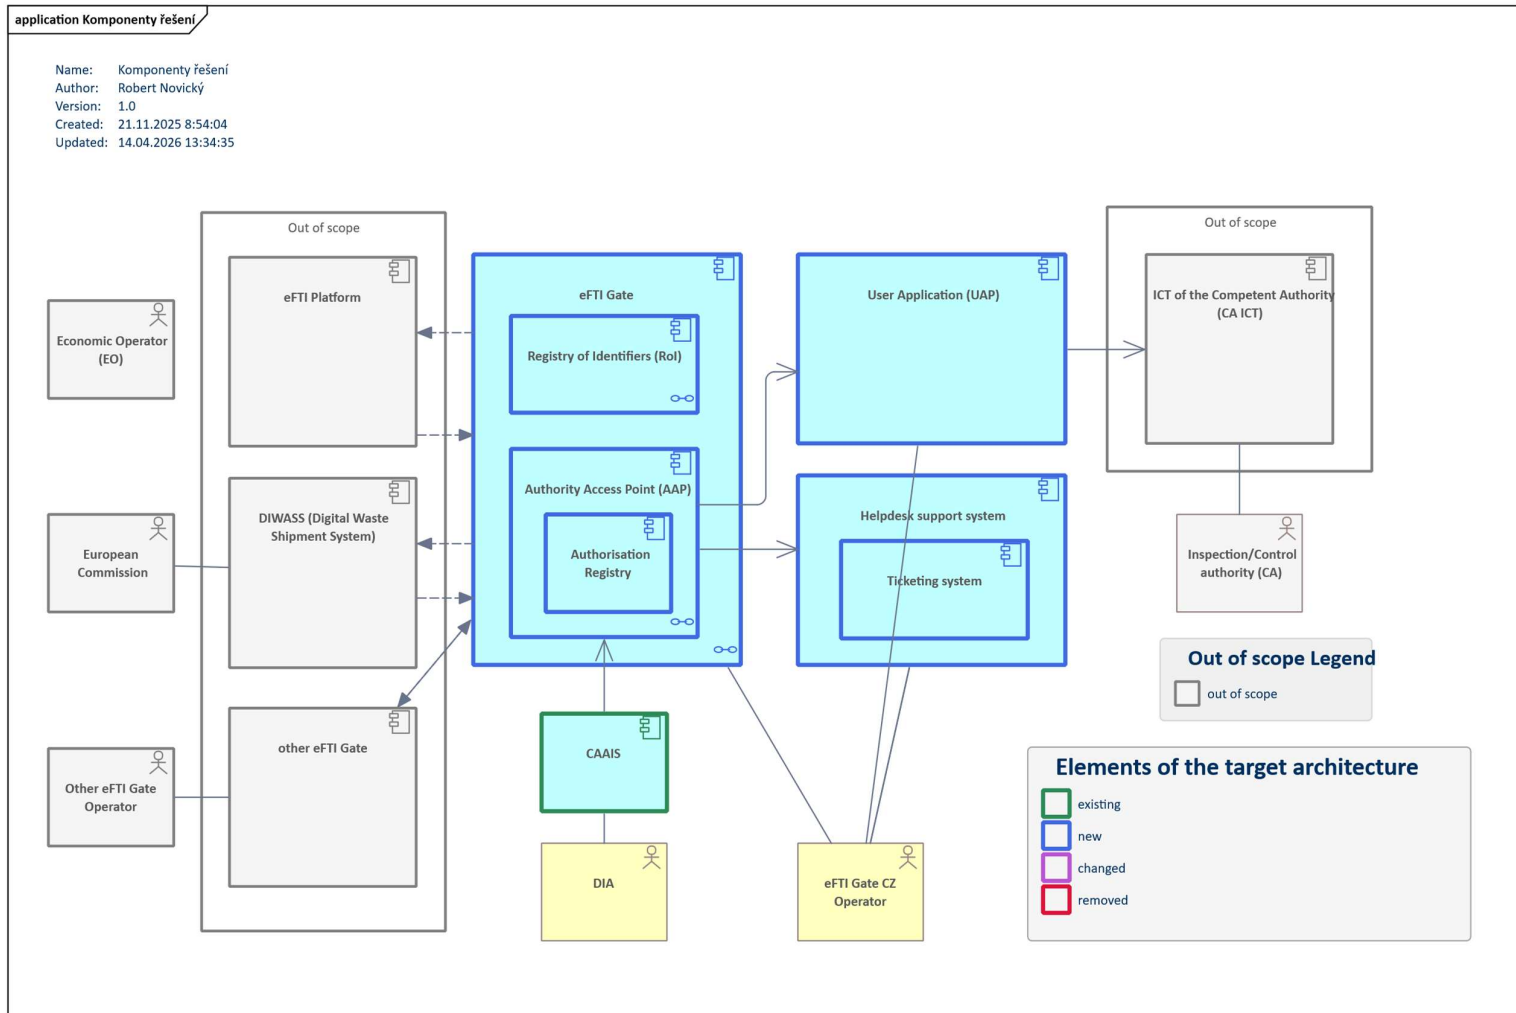 application Komponenty řešení
Name: Komponenty řešení
Author: Robert Novický
Version: 1.0
Created: 21.11.2025 8:54:04
Updated: 14.04.2026 13:34:35
Out of scope
eFTI Platform
Economic Operator
(EO)
DIWASS (Digital Waste
Shipment System)
European
Commission
other eFTI Gate
Other eFTI Gate
Operator
eFTI Gate
Registry of Identifiers (RoI)
Authority Access Point (AAP)
Authorisation
Registry
CAAIS
DIA
User Application (UAP)
Helpdesk support system
Ticketing system
eFTI Gate CZ
Operator
Out of scope
ICT of the Competent Authority
(CA ICT)
Inspection/Control
authority (CA)
Out of scope Legend
out of scope
Elements of the target architecture
existing
new
changed
removed